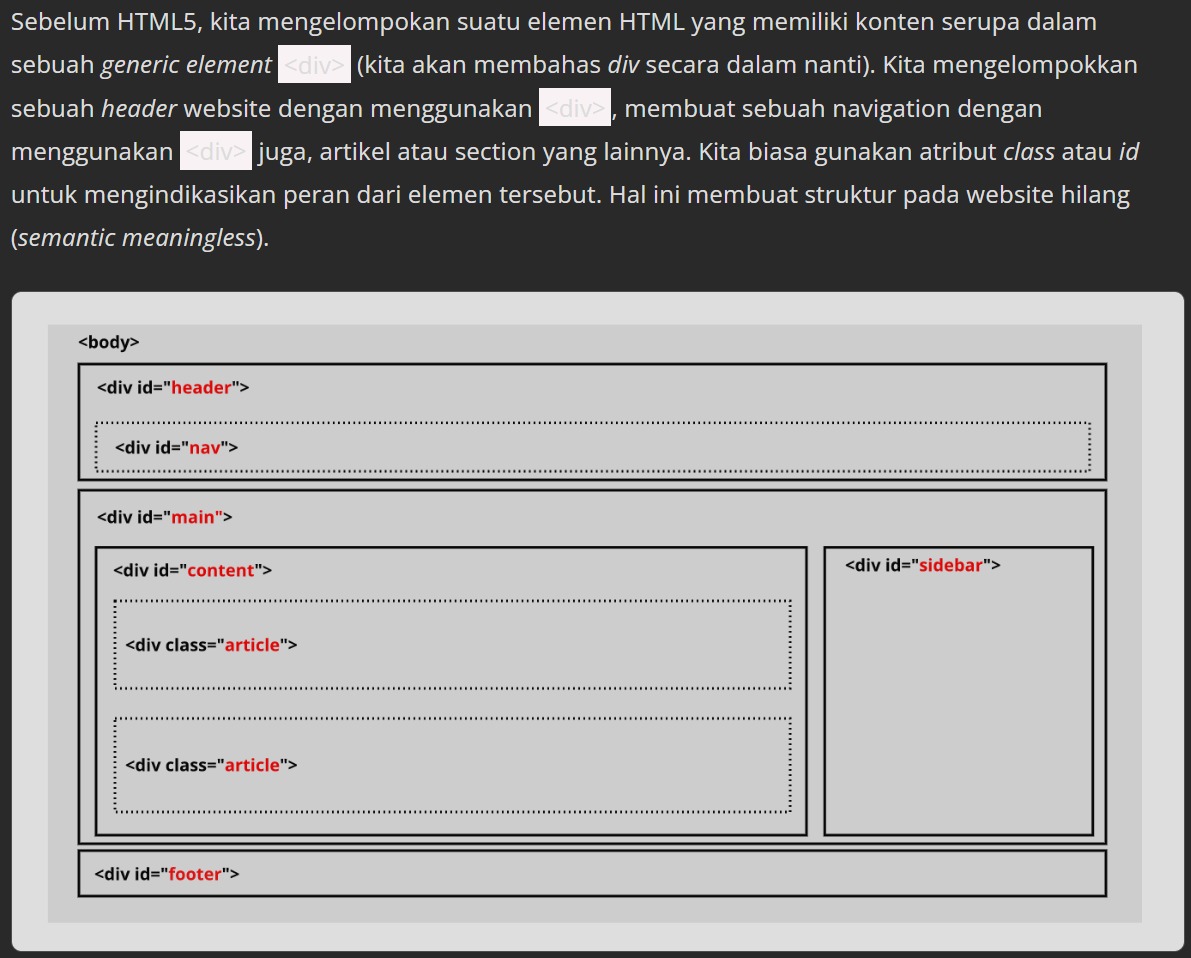 Sebelum HTML5, kita mengelompokan suatu elemen HTML yang memiliki konten serupa dalam
sebuah generic element <div> (kita akan membahas div secara dalam nanti). Kita mengelompokkan
sebuah header website dengan menggunakan <div>, membuat sebuah navigation dengan
menggunakan <div> juga, artikel atau section yang lainnya. Kita biasa gunakan atribut class atau id
untuk mengindikasikan peran dari elemen tersebut. Hal ini membuat struktur pada website hilang
(semantic meaningless).
<body>
<div id="header">
<div id="nav">
<div id="main">
<div id="content">
<div id="sidebar">
<div class="article">
<div class="article">
<div id="footer">